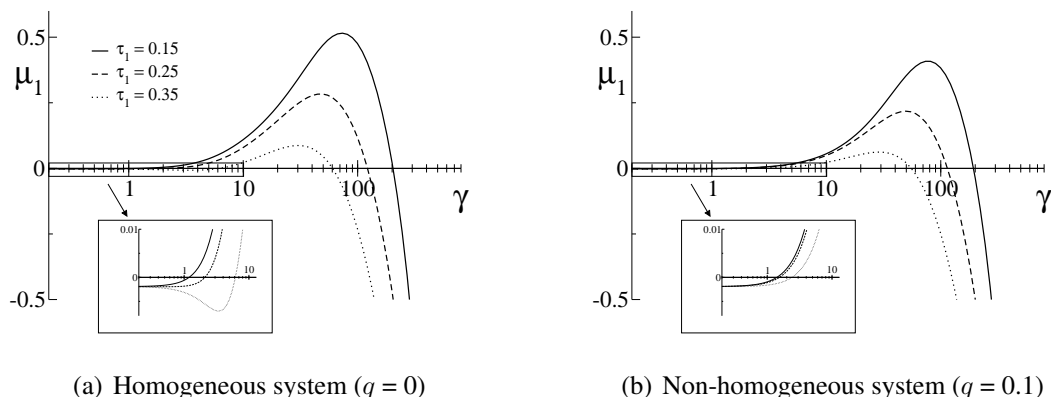 0.5
μ1
τ1 = 0.15
τ1 = 0.25
τ1 = 0.35
0
1
10
100
γ
0.01
0
1
10
-0.5
(a) Homogeneous system (q = 0)
0.5
μ1
0
1
10
100
γ
0.01
0
1
10
-0.5
(b) Non-homogeneous system (q = 0.1)